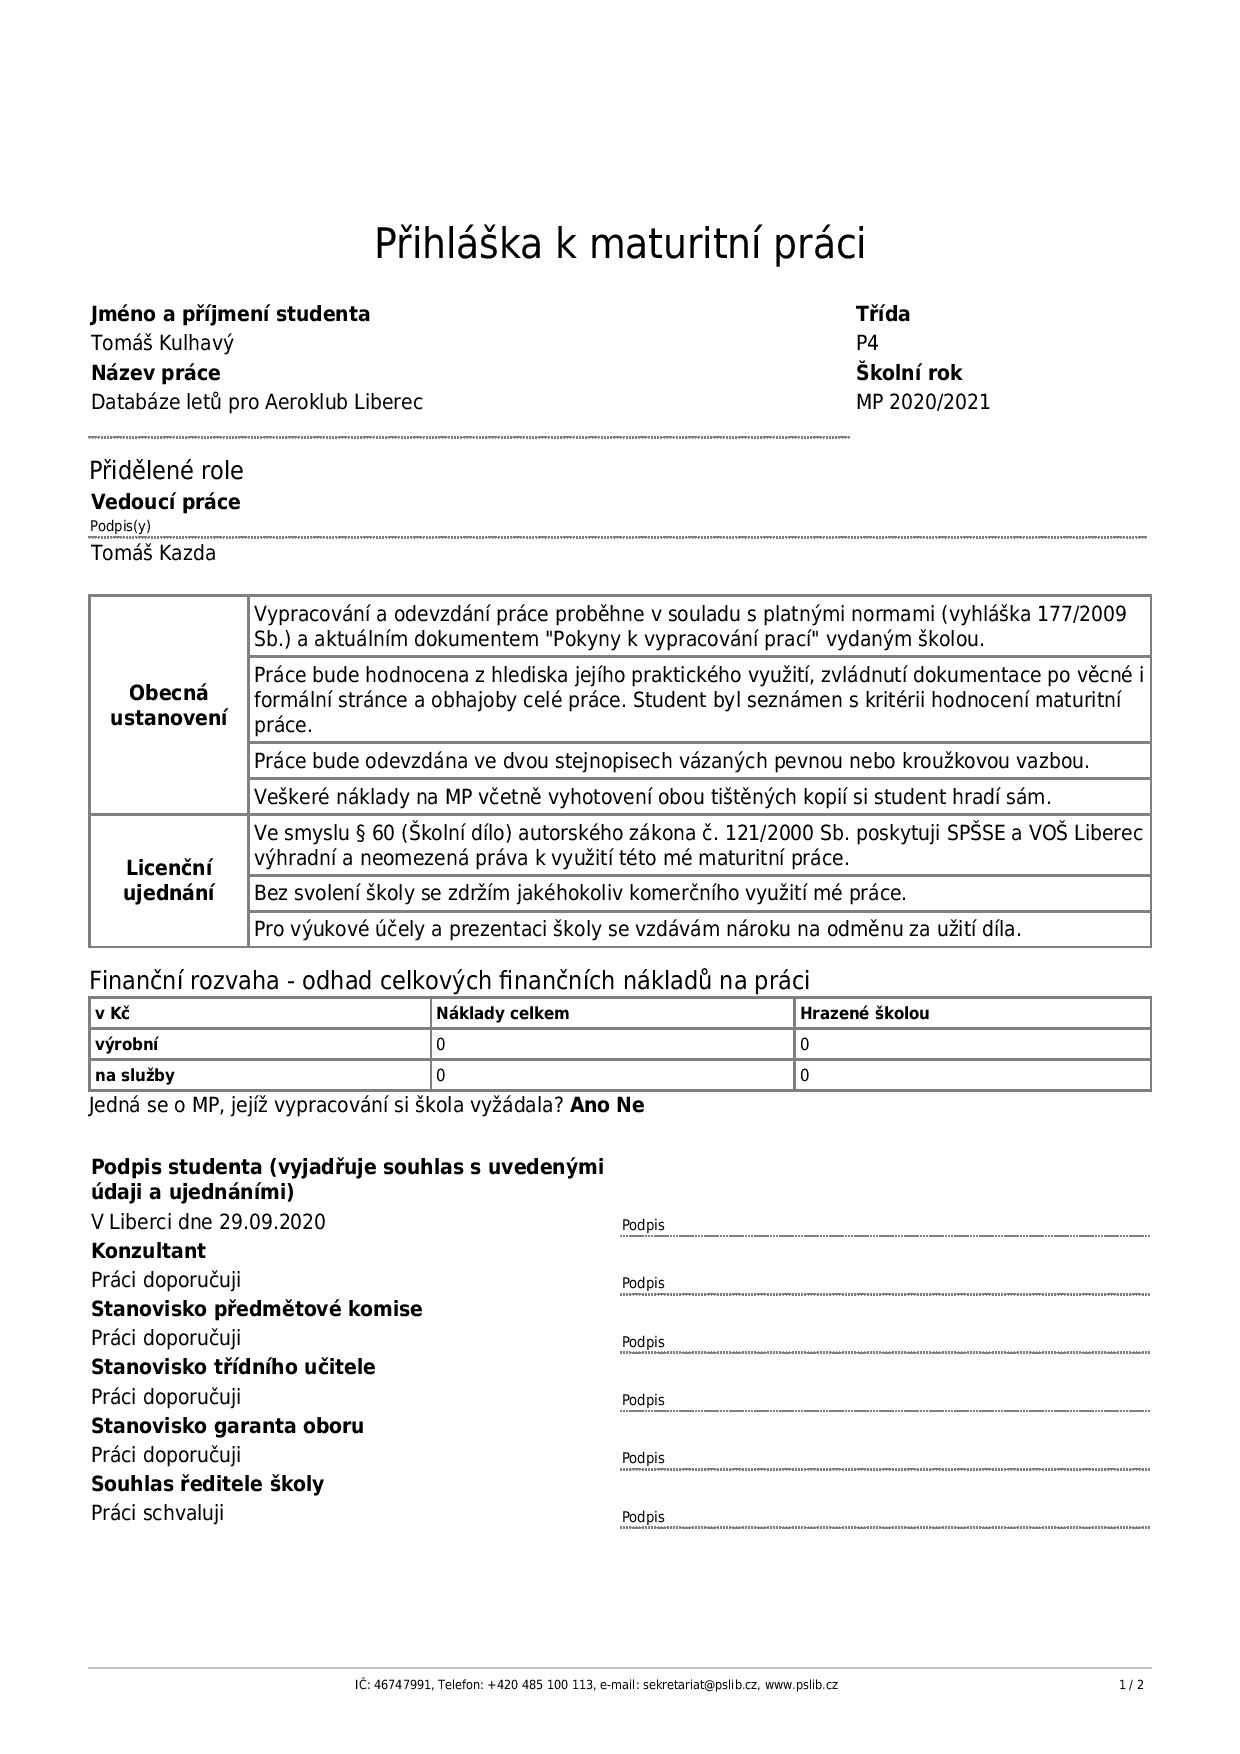 Přihláška k maturitní práci
Jméno a příjmení studenta
Třída
Tomáš Kulhavý
P4
Název práce
Školní rok
Databáze letů pro Aeroklub Liberec
MP 2020/2021
Přidělené role
Vedoucí práce
Podpis(y)
Tomáš Kazda
Obecná
ustanovení
Vypracování a odevzdání práce proběhne v souladu s platnými normami (vyhláška 177/2009
Sb.) a aktuálním dokumentem "Pokyny k vypracování prací" vydaným školou.
Práce bude hodnocena z hlediska jejího praktického využití, zvládnutí dokumentace po věcné i
formální stránce a obhajoby celé práce. Student byl seznámen s kritérii hodnocení maturitní
práce.
Práce bude odevzdána ve dvou stejnopisech vázaných pevnou nebo kroužkovou vazbou.
Veškeré náklady na MP včetně vyhotovení obou tištěných kopií si student hradí sám.
Licenční
ujednání
Ve smyslu § 60 (Školní dílo) autorského zákona č. 121/2000 Sb. poskytuji SPŠSE a VOŠ Liberec
výhradní a neomezená práva k využití této mé maturitní práce.
Bez svolení školy se zdržím jakéhokoliv komerčního využití mé práce.
Pro výukové účely a prezentaci školy se vzdávám nároku na odměnu za užití díla.
Finanční rozvaha - odhad celkových finančních nákladů na práci
v Kč Náklady celkem Hrazené školou
výrobní 0 0
na služby 0 0
Jedná se o MP, jejíž vypracování si škola vyžádala? Ano Ne
Podpis studenta (vyjadřuje souhlas s uvedenými
údaji a ujednáními)
V Liberci dne 29.09.2020
Podpis
Konzultant
Práci doporučuji
Podpis
Stanovisko předmětové komise
Práci doporučuji
Podpis
Stanovisko třídního učitele
Práci doporučuji
Podpis
Stanovisko garanta oboru
Práci doporučuji
Podpis
Souhlas ředitele školy
Práci schvaluji
Podpis
IČ: 46747991, Telefon: +420 485 100 113, e-mail: sekretariat@pslib.cz, www.pslib.cz
1 / 2